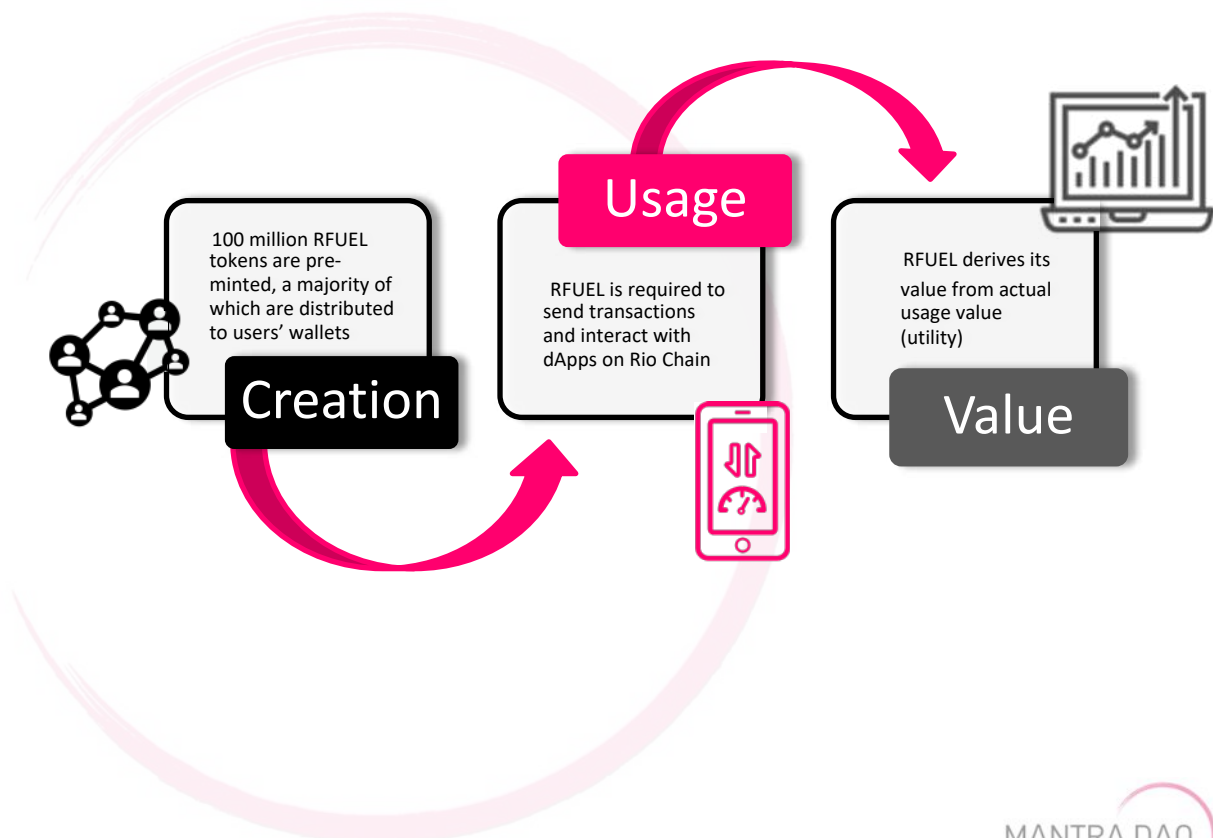 100 million RFUEL
tokens are pre-
minted, a majority of
which are distributed
to users’ wallets
Creation
Usage
RFUEL is required to
send transactions
and interact with
dApps on Rio Chain
RFUEL derives its
value from actual
usage value
(utility)
Value
MANTRA DAO